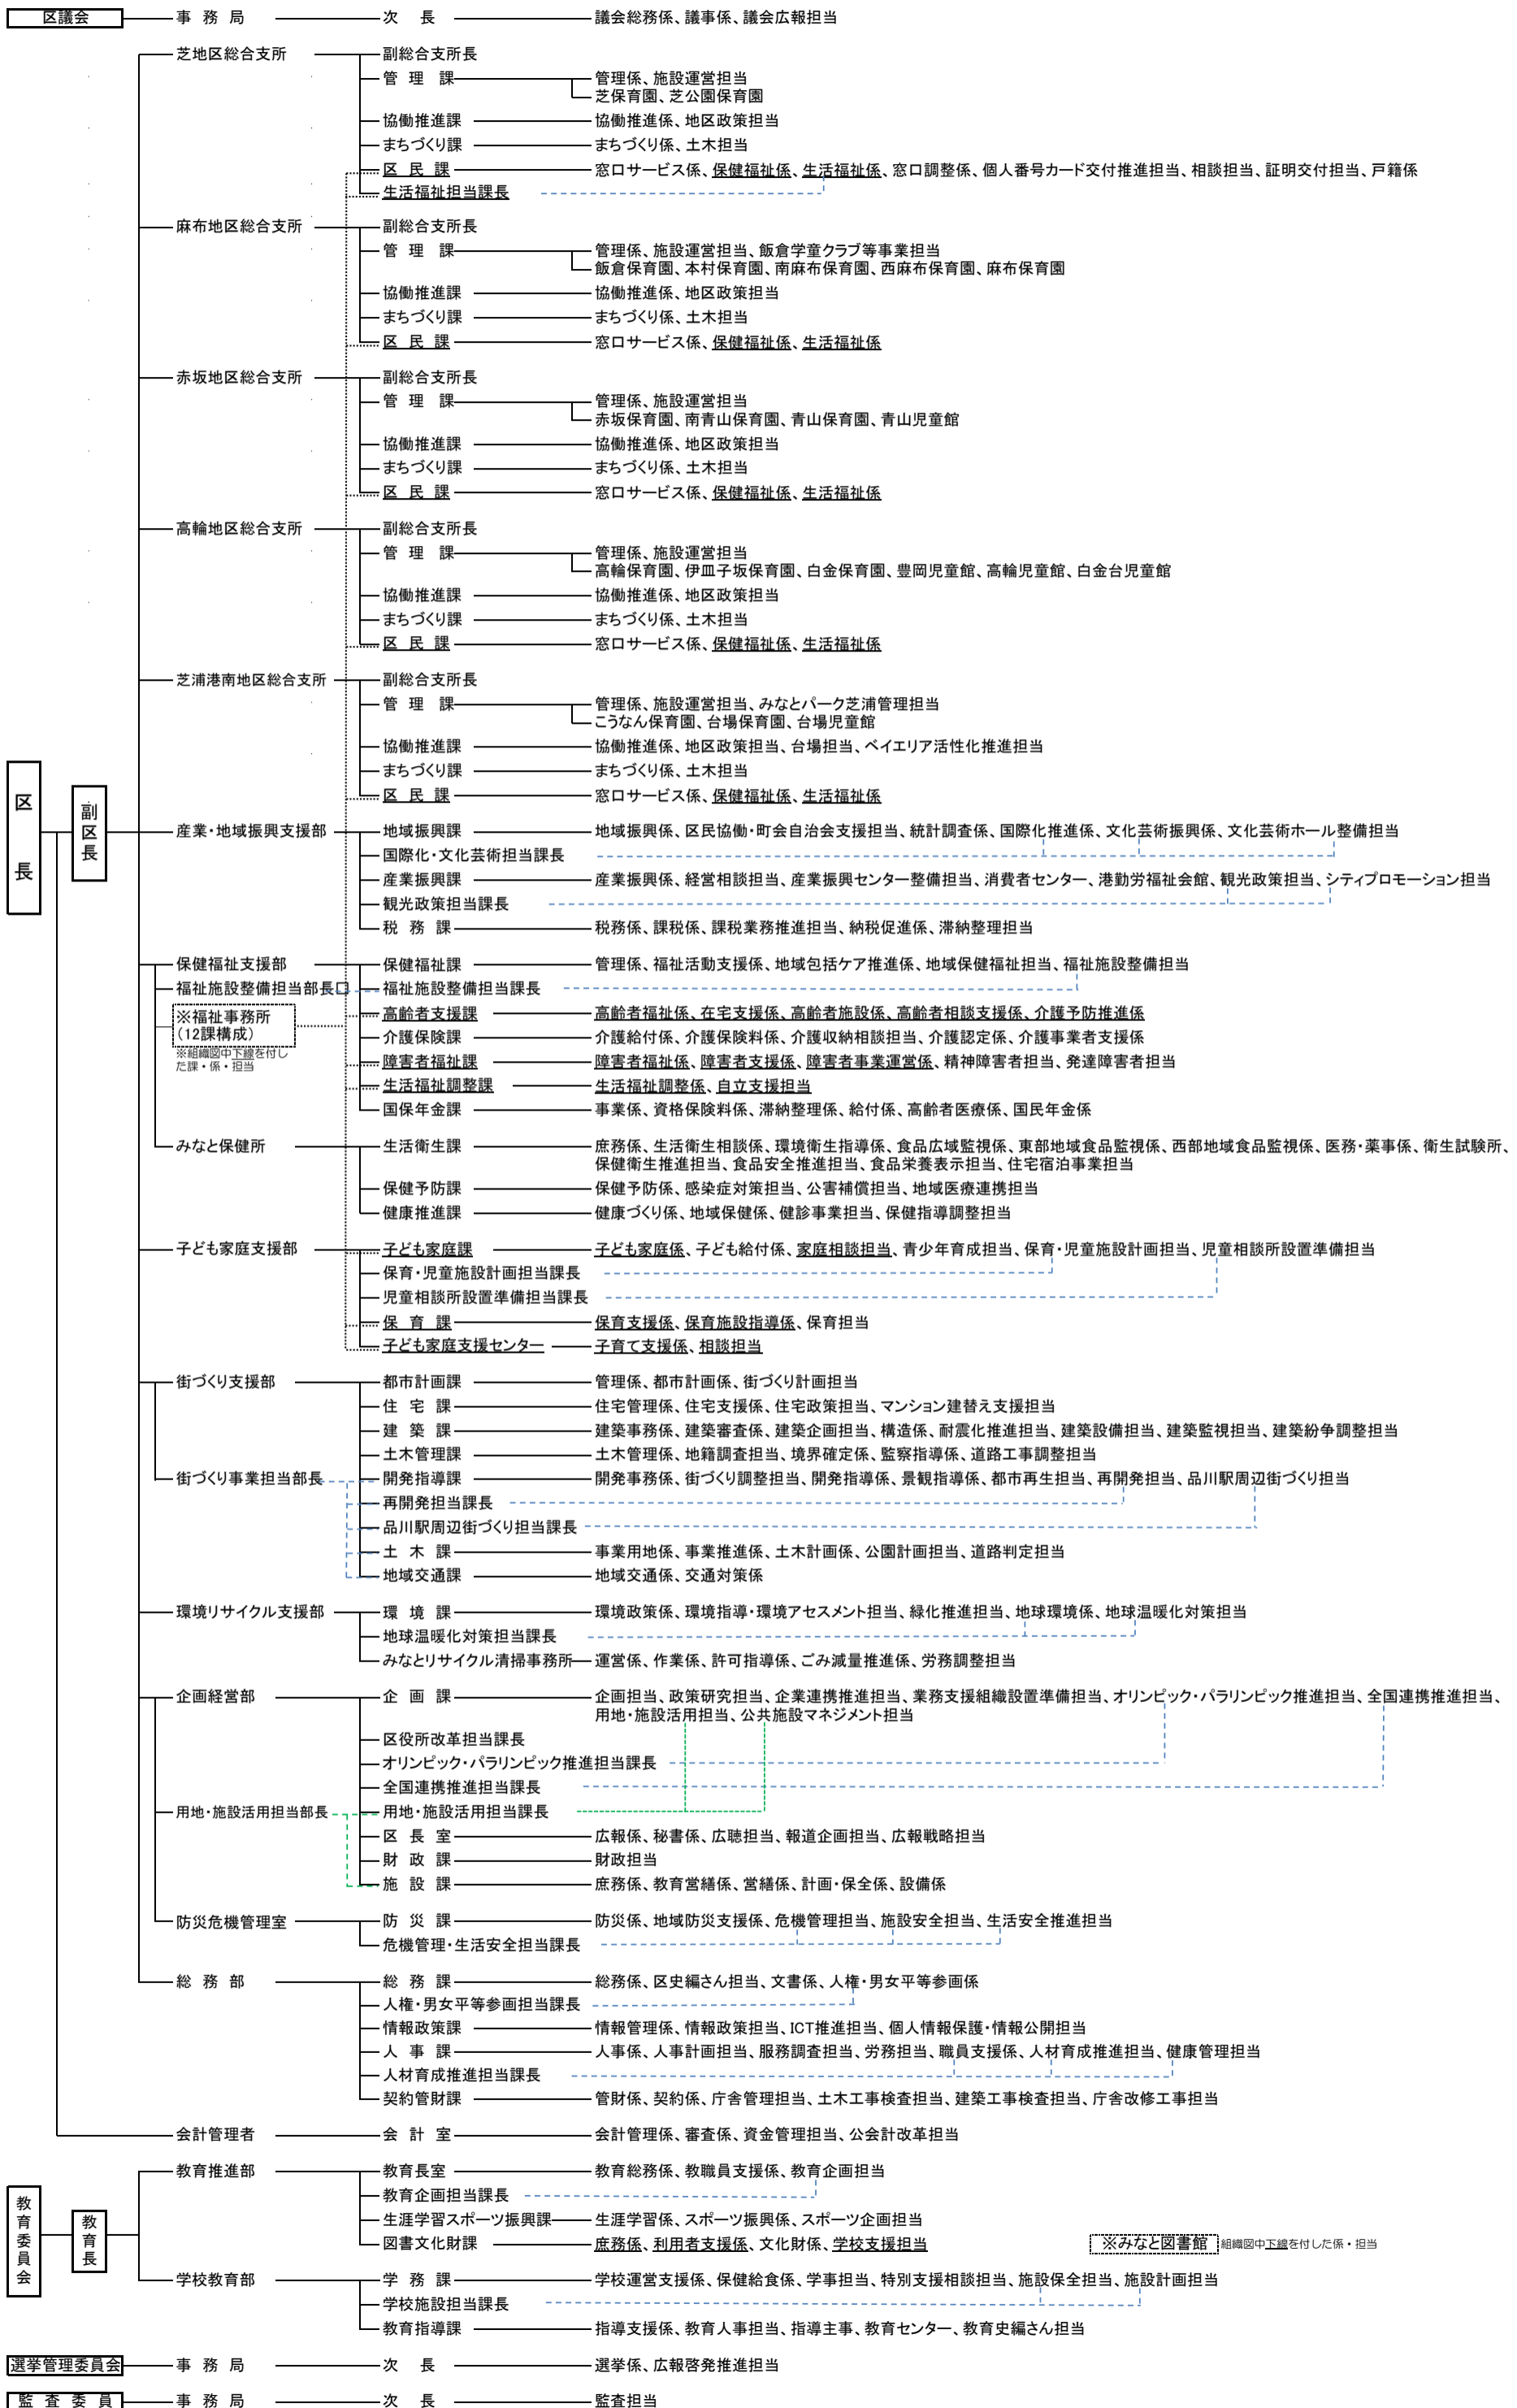 区議会 事務局 次長 議会総務係、議事係、議会広報担当
芝地区総合支所 副総合支所長
管理課 管理係、施設運営担当
芝保育園、芝公園保育園
協働推進課 協働推進係、地区政策担当
まちづくり課 まちづくり係、土木担当
区民課 窓口サービス係、保健福祉係、生活福祉係、窓口調整係、個人番号カード交付推進担当、相談担当、証明交付担当、戸籍係
生活福祉担当課長
麻布地区総合支所 副総合支所長
管理課 管理係、施設運営担当、飯倉学童クラブ等事業担当
飯倉保育園、本村保育園、南麻布保育園、西麻布保育園、麻布保育園
協働推進課 協働推進係、地区政策担当
まちづくり課 まちづくり係、土木担当
区民課 窓口サービス係、保健福祉係、生活福祉係
赤坂地区総合支所 副総合支所長
管理課 管理係、施設運営担当
赤坂保育園、南青山保育園、青山保育園、青山児童館
協働推進課 協働推進係、地区政策担当
まちづくり課 まちづくり係、土木担当
区民課 窓口サービス係、保健福祉係、生活福祉係
高輪地区総合支所 副総合支所長
管理課 管理係、施設運営担当
高輪保育園、伊皿子坂保育園、白金保育園、豊岡児童館、高輪児童館、白金台児童館
協働推進課 協働推進係、地区政策担当
まちづくり課 まちづくり係、土木担当
区民課 窓口サービス係、保健福祉係、生活福祉係
芝浦港南地区総合支所 副総合支所長
管理課 管理係、施設運営担当、みなとパーク芝浦管理担当
こうなん保育園、台場保育園、台場児童館
協働推進課 協働推進係、地区政策担当、台場担当、ベイエリア活性化推進担当
まちづくり課 まちづくり係、土木担当
区民課 窓口サービス係、保健福祉係、生活福祉係
区長 副区長
産業・地域振興支援部 地域振興課 地域振興係、区民協働・町会自治会支援担当、統計調査係、国際化推進係、文化芸術振興係、文化芸術ホール整備担当
国際化・文化芸術担当課長
産業振興課 産業振興係、経営相談担当、産業振興センター整備担当、消費者センター、港勤労福祉会館、観光政策担当、シティプロモーション担当
観光政策担当課長
税務課 税務係、課税係、課税業務推進担当、納税促進係、滞納整理担当
保健福祉支援部 保健福祉課 管理係、福祉活動支援係、地域包括ケア推進係、地域保健福祉担当、福祉施設整備担当
福祉施設整備担当部長口 福祉施設整備担当課長
※福祉事務所
(12課構成)
※組織図中下線を付し
た課・係・担当
高齢者支援課 高齢者福祉係、在宅支援係、高齢者施設係、高齢者相談支援係、介護予防推進係
介護保険課 介護給付係、介護保険料係、介護収納相談担当、介護認定係、介護事業者支援係
障害者福祉課 障害者福祉係、障害者支援係、障害者事業運営係、精神障害者担当、発達障害者担当
生活福祉調整課 生活福祉調整係、自立支援担当
国保年金課 事業係、資格保険料係、滞納整理係、給付係、高齢者医療係、国民年金係
みなと保健所 生活衛生課 庶務係、生活衛生相談係、環境衛生指導係、食品広域監視係、東部地域食品監視係、西部地域食品監視係、医務・薬事係、衛生試験所、
保健衛生推進担当、食品安全推進担当、食品栄養表示担当、住宅宿泊事業担当
保健予防課 保健予防係、感染症対策担当、公害補償担当、地域医療連携担当
健康推進課 健康づくり係、地域保健係、健診事業担当、保健指導調整担当
子ども家庭支援部 子ども家庭課 子ども家庭係、子ども給付係、家庭相談担当、青少年育成担当、保育・児童施設計画担当、児童相談所設置準備担当
保育・児童施設計画担当課長
児童相談所設置準備担当課長
保育課 保育支援係、保育施設指導係、保育担当
子ども家庭支援センター 子育て支援係、相談担当
街づくり支援部 都市計画課 管理係、都市計画係、街づくり計画担当
住宅課 住宅管理係、住宅支援係、住宅政策担当、マンション建替え支援担当
建築課 建築事務係、建築審査係、建築企画担当、構造係、耐震化推進担当、建築設備担当、建築監視担当、建築紛争調整担当
土木管理課 土木管理係、地籍調査担当、境界確定係、監察指導係、道路工事調整担当
街づくり事業担当部長 開発指導課 開発事務係、街づくり調整担当、開発指導係、景観指導係、都市再生担当、再開発担当、品川駅周辺街づくり担当
再開発担当課長
品川駅周辺街づくり担当課長
土木課 事業用地係、事業推進係、土木計画係、公園計画担当、道路判定担当
地域交通課 地域交通係、交通対策係
環境リサイクル支援部 環境課 環境政策係、環境指導・環境アセスメント担当、緑化推進担当、地球環境係、地球温暖化対策担当
地球温暖化対策担当課長
みなとリサイクル清掃事務所 運営係、作業係、許可指導係、ごみ減量推進係、労務調整担当
企画経営部 企画課 企画担当、政策研究担当、企業連携推進担当、業務支援組織設置準備担当、オリンピック・パラリンピック推進担当、全国連携推進担当、
用地・施設活用担当、公共施設マネジメント担当
区役所改革担当課長
オリンピック・パラリンピック推進担当課長
全国連携推進担当課長
用地・施設活用担当部長 用地・施設活用担当課長
区長室 広報係、秘書係、広聴担当、報道企画担当、広報戦略担当
財政課 財政担当
施設課 庶務係、教育営繕係、営繕係、計画・保全係、設備係
防災危機管理室 防災課 防災係、地域防災支援係、危機管理担当、施設安全担当、生活安全推進担当
危機管理・生活安全担当課長
総務部 総務課 総務係、区史編さん担当、文書係、人権・男女平等参画係
人権・男女平等参画担当課長
情報政策課 情報管理係、情報政策担当、ICT推進担当、個人情報保護・情報公開担当
人事課 人事係、人事計画担当、服務調査担当、労務担当、職員支援係、人材育成推進担当、健康管理担当
人材育成推進担当課長
契約管財課 管財係、契約係、庁舎管理担当、土木工事検査担当、建築工事検査担当、庁舎改修工事担当
会計管理者 会計室 会計管理係、審査係、資金管理担当、公会計改革担当
教育委員会 教育長
教育推進部 教育長室 教育総務係、教職員支援係、教育企画担当
教育企画担当課長
生涯学習スポーツ振興課 生涯学習係、スポーツ振興係、スポーツ企画担当
図書文化財課 庶務係、利用者支援係、文化財係、学校支援担当 ※みなと図書館 組織図中下線を付した係・担当
学校教育部 学務課 学校運営支援係、保健給食係、学事担当、特別支援相談担当、施設保全担当、施設計画担当
学校施設担当課長
教育指導課 指導支援係、教育人事担当、指導主事、教育センター、教育史編さん担当
選挙管理委員会 事務局 次長 選挙係、広報啓発推進担当
監査委員 事務局 次長 監査担当